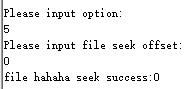 Please input option:
5
Please input file seek offset:
0
file hahaha seek success:0